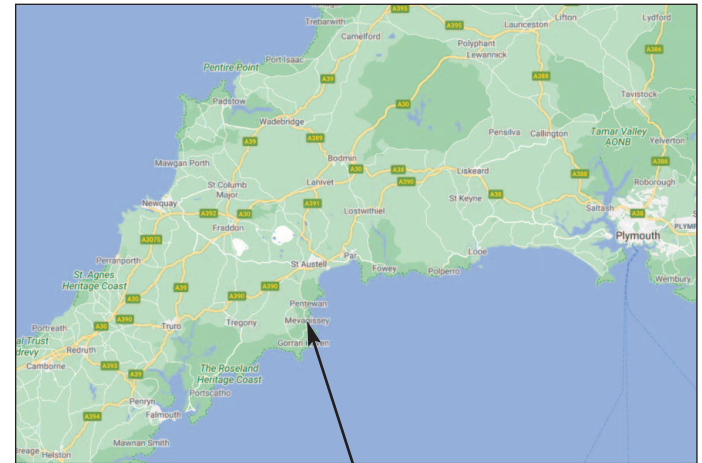 A395
Trebarwith
A395
Launceston
Lifton
Lydford
Camelford
Polyphant
Lewannick
A386
Port Isaac
Pentire Point
A39
A388
Padstow
A30
Tavistock
Wadebridge
A39
A389
Pensilva
Callington
Tamar Valley
AONB
Yelverton
Mawgan Porth
Bodmin
A30
A38
A390
Liskeard
A388
A386
Roborough
St Columb
Major
Lanivet
A391
St Keyne
A38
Newquay
A392
A30
Lostwithiel
Saltash
A38
Fraddon
Plymouth
A3075
Looe
Perranporth
St Austell
Par
Fowey
Polperro
Wembury
St. Agnes
Heritage Coast
A39
A390
A390
A30
Pentewan
Portreath
A390
Truro
Tregony
Mevagissey
A30
Redruth
Gorran Haven
Camborne
A393
A39
The Roseland
Heritage Coast
Portscatho
Penryn
A394
Falmouth
Mawnan Smith
Helston